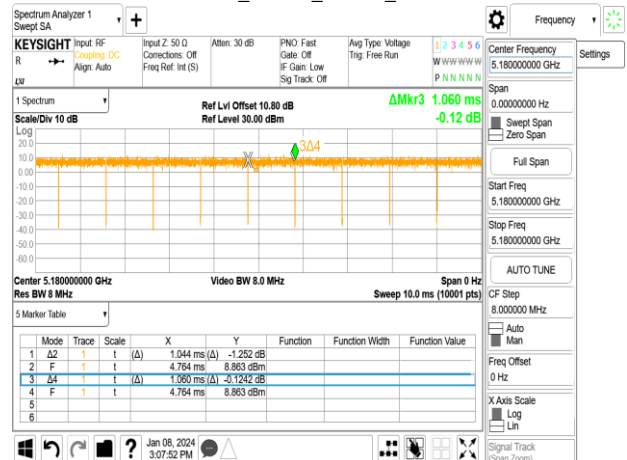 Spectrum Analyzer 1
Swept SA
+
Frequency
KEYSIGHT Input: RF Input Z: 50 Ω Atten: 30 dB PNO: Fast Avg Type: Voltage 1 2 3 4 5 6
R Coupling: DC Corrections: Off Gate: Off Trig: Free Run W W W W W W
Align: Auto Freq Ref: Int (S) IF Gain: Low P N N N N N
Sig Track: Off
LXI
Center Frequency
5.180000000 GHz
Settings
Span
0.00000000 Hz
Swept Span
Zero Span
Full Span
Start Freq
5.180000000 GHz
Stop Freq
5.180000000 GHz
AUTO TUNE
CF Step
8.000000 MHz
Auto
Man
Freq Offset
0 Hz
X Axis Scale
Log
Lin
Signal Track
(Span Zoom)
1 Spectrum Ref Lvl Offset 10.80 dB ΔMkr3 1.060 ms
Scale/Div 10 dB Ref Level 30.00 dBm -0.12 dB
Log
20.0
10.0
0.00
-10.0
-20.0
-30.0
-40.0
-50.0
-60.0
3Δ4
X
Center 5.180000000 GHz Video BW 8.0 MHz Span 0 Hz
Res BW 8 MHz Sweep 10.0 ms (10001 pts)
5 Marker Table
Mode Trace Scale X Y Function Function Width Function Value
1 Δ2 1 t (Δ) 1.044 ms (Δ) -1.252 dB
2 F 1 t 4.764 ms 8.863 dBm
3 Δ4 1 t (Δ) 1.060 ms (Δ) -0.1242 dB
4 F 1 t 4.764 ms 8.863 dBm
5
6
? Jan 08, 2024
3:07:52 PM